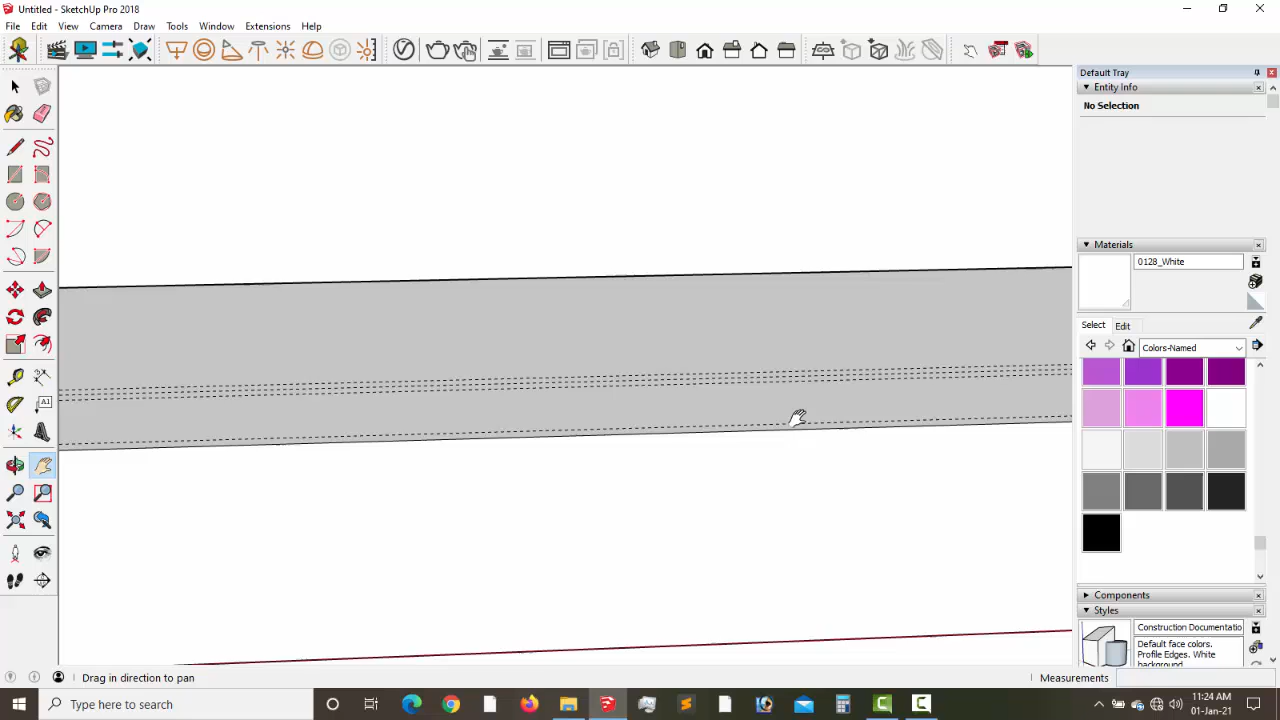 Untitled - SketchUp Pro 2018
File Edit View Camera Draw Tools Window Extensions Help
Default Tray
Entity Info
No Selection
Materials
0128_White
Select Edit
Colors-Named
A1
Components
Styles
Construction Documentatio
Default face colors.
Profile Edges. White
background.
Drag in direction to pan
Measurements
Type here to search
11:24 AM
01-Jan-21